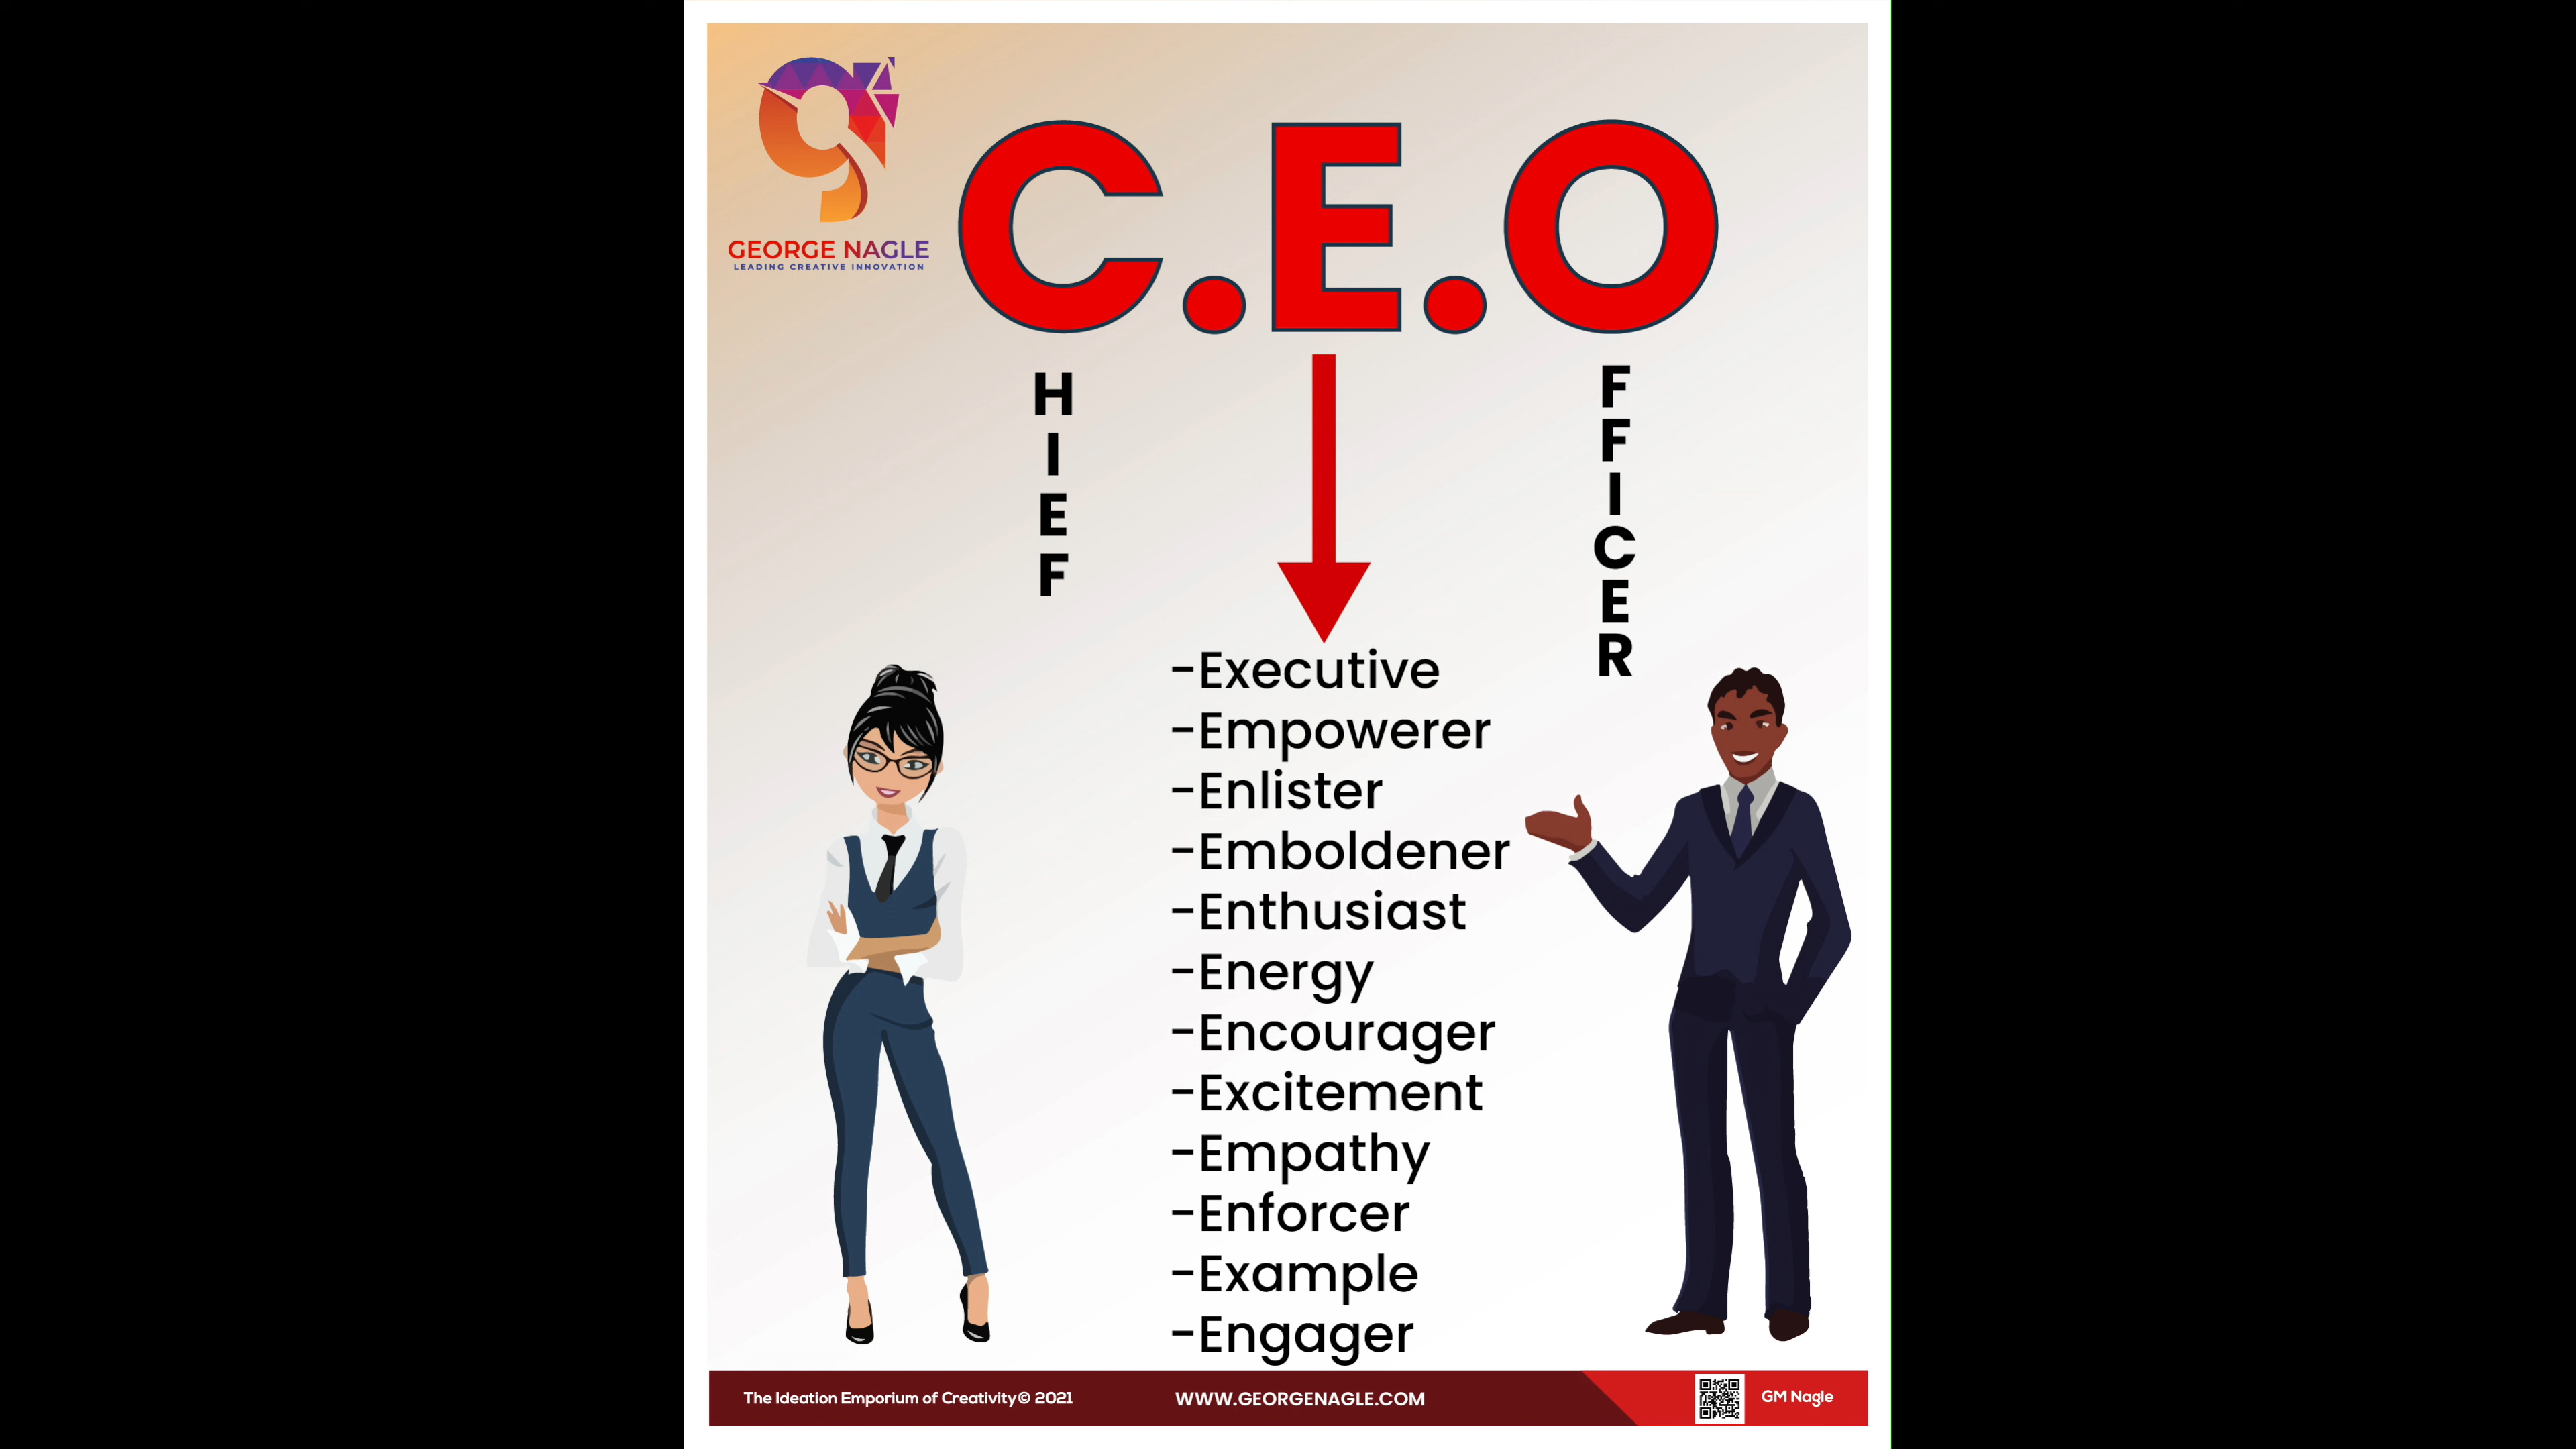 GEORGE NAGLE
LEADING CREATIVE INNOVATION
C.E.O
H
I
E
F
F
F
I
C
E
R
-Executive
-Empowerer
-Enlister
-Emboldener
-Enthusiast
-Energy
-Encourager
-Excitement
-Empathy
-Enforcer
-Example
-Engager
The Ideation Emporium of Creativity© 2021
WWW.GEORGENAGLE.COM
GM Nagle